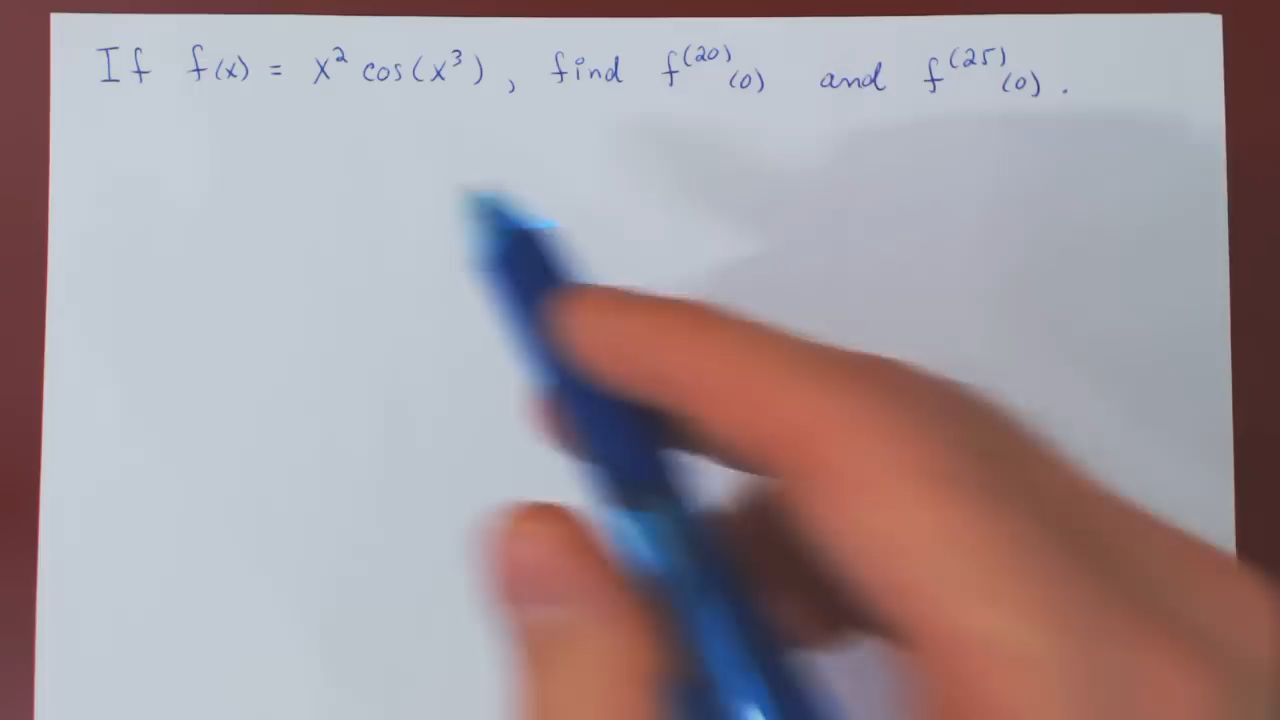 If f(x) = x² cos(x³), find f⁽²⁰⁾(0) and f⁽²⁵⁾(0).